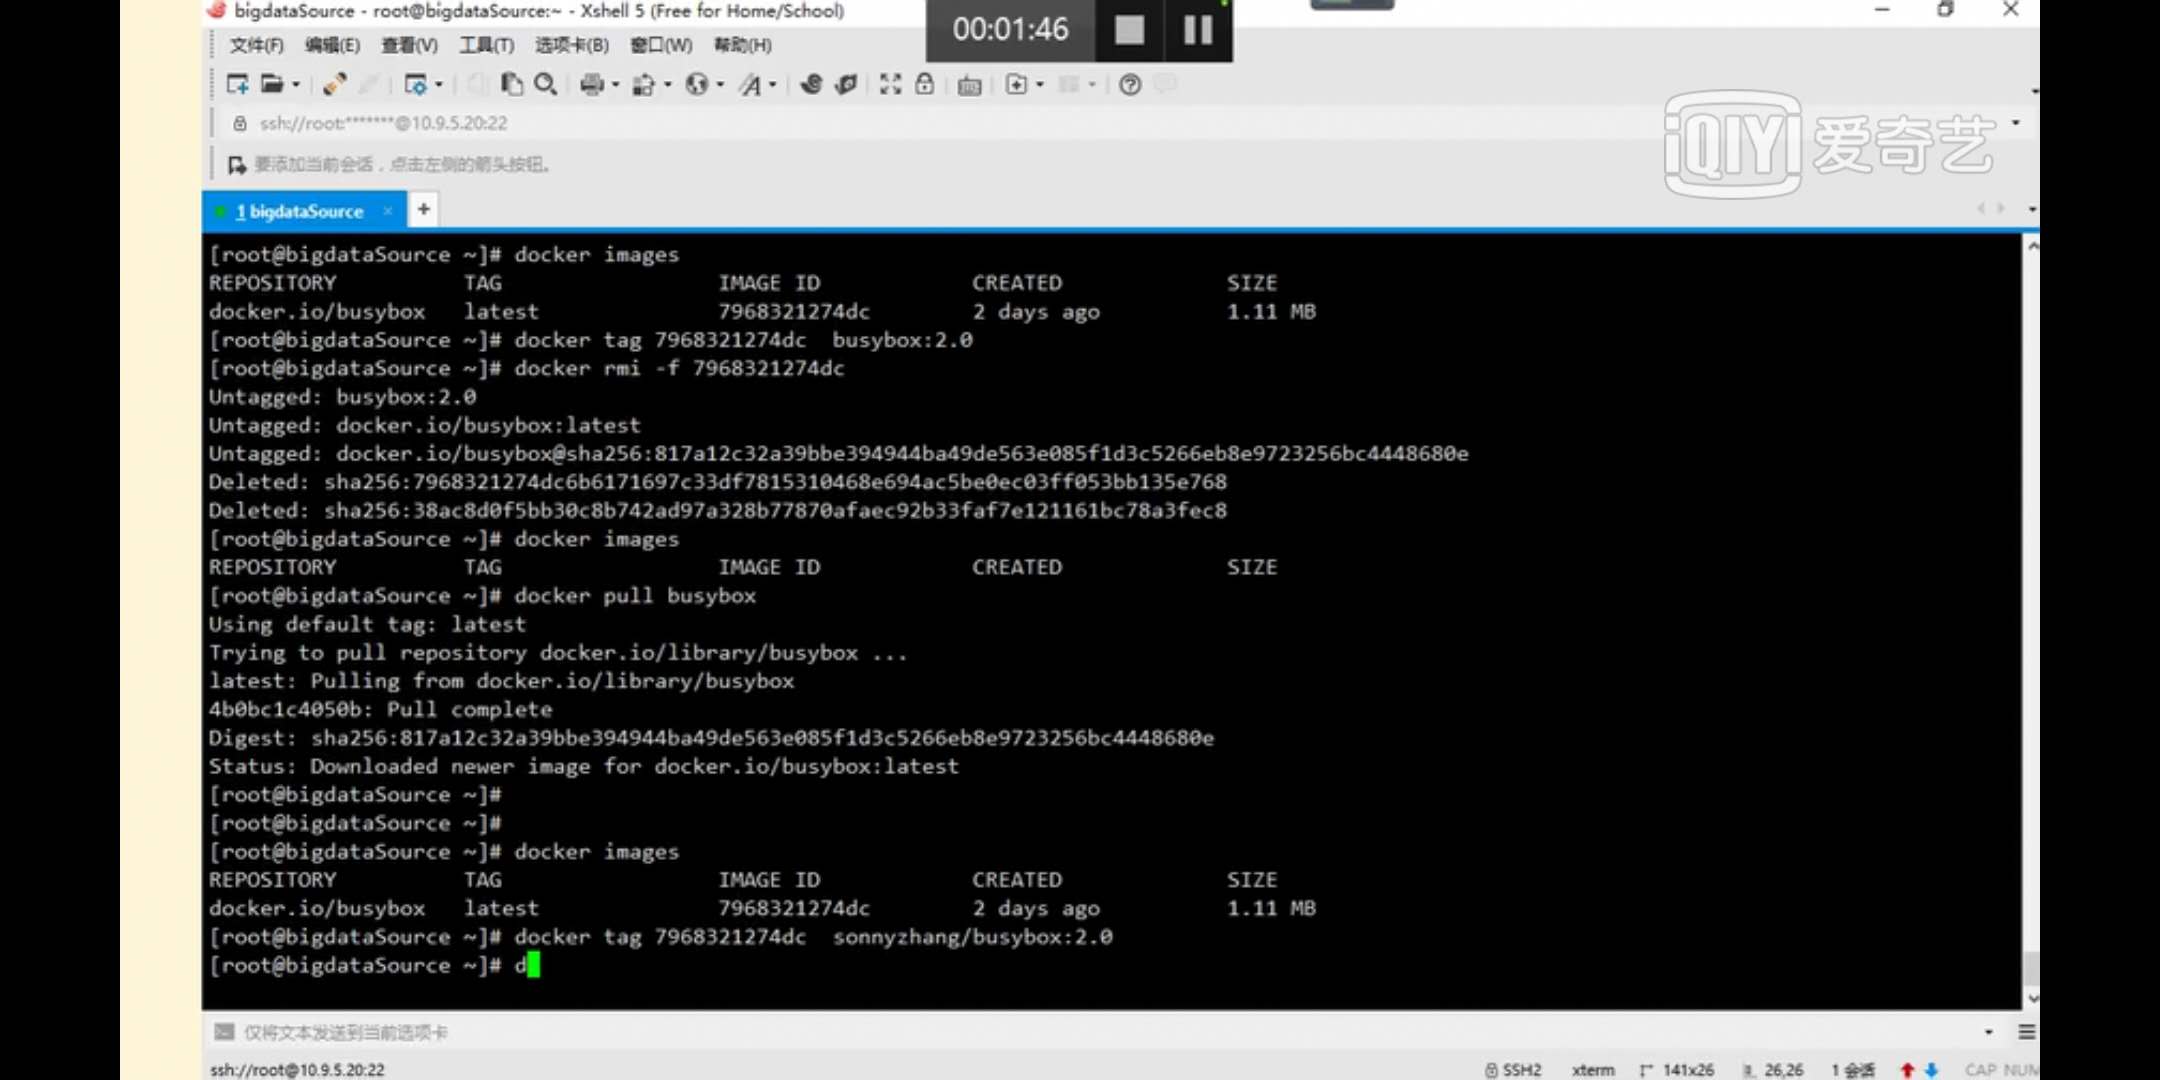 bigdataSource - root@bigdataSource:~ - Xshell 5 (Free for Home/School)
00:01:46
文件(F) 编辑(E) 查看(V) 工具(T) 选项卡(B) 窗口(W) 帮助(H)
ssh://root:*******@10.9.5.20:22
iQIYI 爱奇艺
要添加当前会话，点击左侧的箭头按钮。
1 bigdataSource × +
[root@bigdataSource ~]# docker images
REPOSITORY TAG IMAGE ID CREATED SIZE
docker.io/busybox latest 7968321274dc 2 days ago 1.11 MB
[root@bigdataSource ~]# docker tag 7968321274dc  busybox:2.0
[root@bigdataSource ~]# docker rmi -f 7968321274dc
Untagged: busybox:2.0
Untagged: docker.io/busybox:latest
Untagged: docker.io/busybox@sha256:817a12c32a39bbe394944ba49de563e085f1d3c5266eb8e9723256bc4448680e
Deleted: sha256:7968321274dc6b6171697c33df7815310468e694ac5be0ec03ff053bb135e768
Deleted: sha256:38ac8d0f5bb30c8b742ad97a328b77870afaec92b33faf7e121161bc78a3fec8
[root@bigdataSource ~]# docker images
REPOSITORY TAG IMAGE ID CREATED SIZE
[root@bigdataSource ~]# docker pull busybox
Using default tag: latest
Trying to pull repository docker.io/library/busybox ...
latest: Pulling from docker.io/library/busybox
4b0bc1c4050b: Pull complete
Digest: sha256:817a12c32a39bbe394944ba49de563e085f1d3c5266eb8e9723256bc4448680e
Status: Downloaded newer image for docker.io/busybox:latest
[root@bigdataSource ~]#
[root@bigdataSource ~]#
[root@bigdataSource ~]# docker images
REPOSITORY TAG IMAGE ID CREATED SIZE
docker.io/busybox latest 7968321274dc 2 days ago 1.11 MB
[root@bigdataSource ~]# docker tag 7968321274dc  sonnyzhang/busybox:2.0
[root@bigdataSource ~]# d
仅将文本发送到当前选项卡
ssh://root@10.9.5.20:22 SSH2 xterm 141x26 26,26 1 会话 CAP NUM